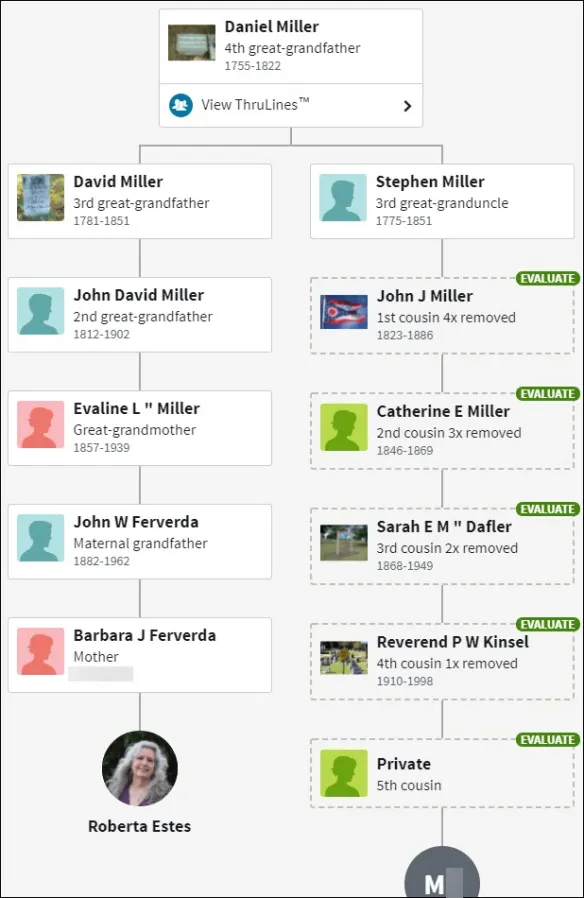 Daniel Miller
4th great-grandfather
1755-1822
View ThruLines™
David Miller
3rd great-grandfather
1781-1851
Stephen Miller
3rd great-granduncle
1775-1851
John David Miller
2nd great-grandfather
1812-1902
EVALUATE
John J Miller
1st cousin 4x removed
1823-1886
Evaline L " Miller
Great-grandmother
1857-1939
EVALUATE
Catherine E Miller
2nd cousin 3x removed
1846-1869
John W Ferverda
Maternal grandfather
1882-1962
EVALUATE
Sarah E M " Dafler
3rd cousin 2x removed
1868-1949
Barbara J Ferverda
Mother
EVALUATE
Reverend P W Kinsel
4th cousin 1x removed
1910-1998
Roberta Estes
EVALUATE
Private
5th cousin
M